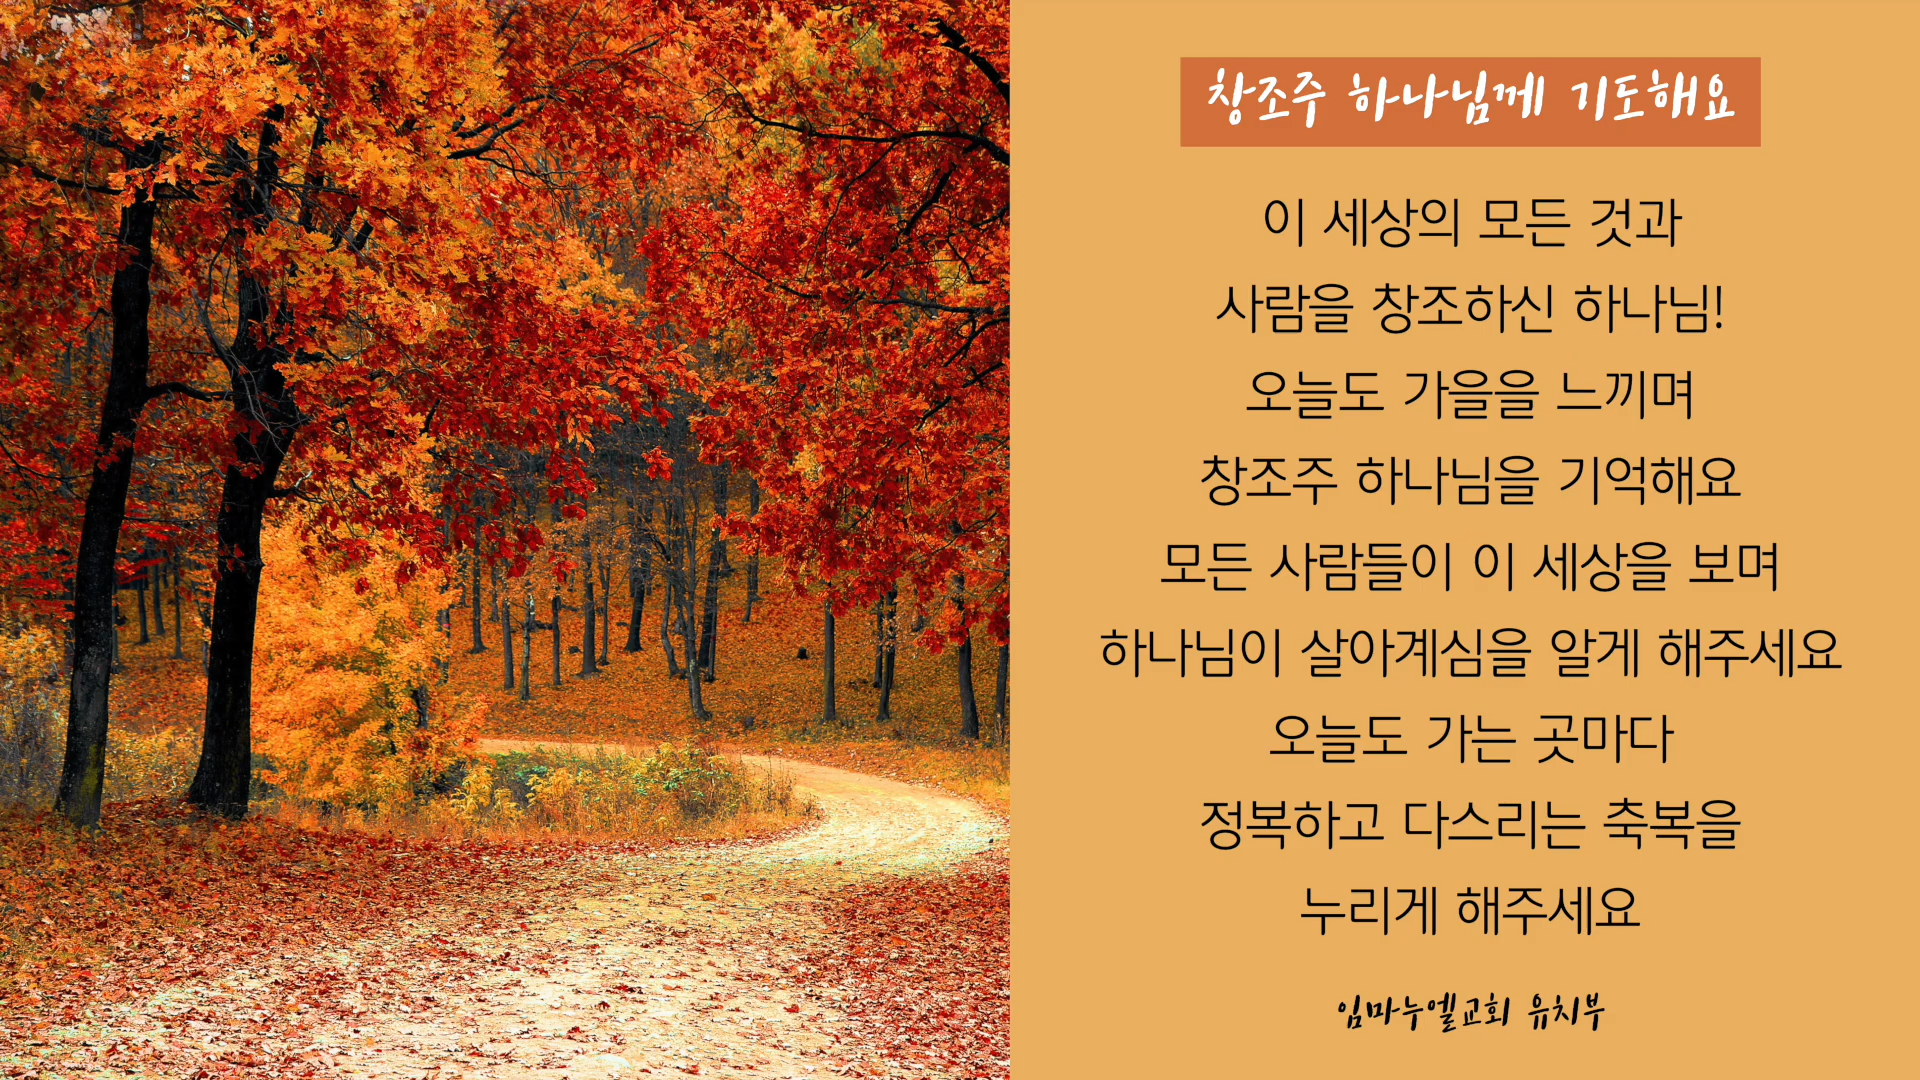 창조주 하나님께 기도해요
이 세상의 모든 것과
사람을 창조하신 하나님!
오늘도 가을을 느끼며
창조주 하나님을 기억해요
모든 사람들이 이 세상을 보며
하나님이 살아계심을 알게 해주세요
오늘도 가는 곳마다
정복하고 다스리는 축복을
누리게 해주세요
임마누엘교회 유치부